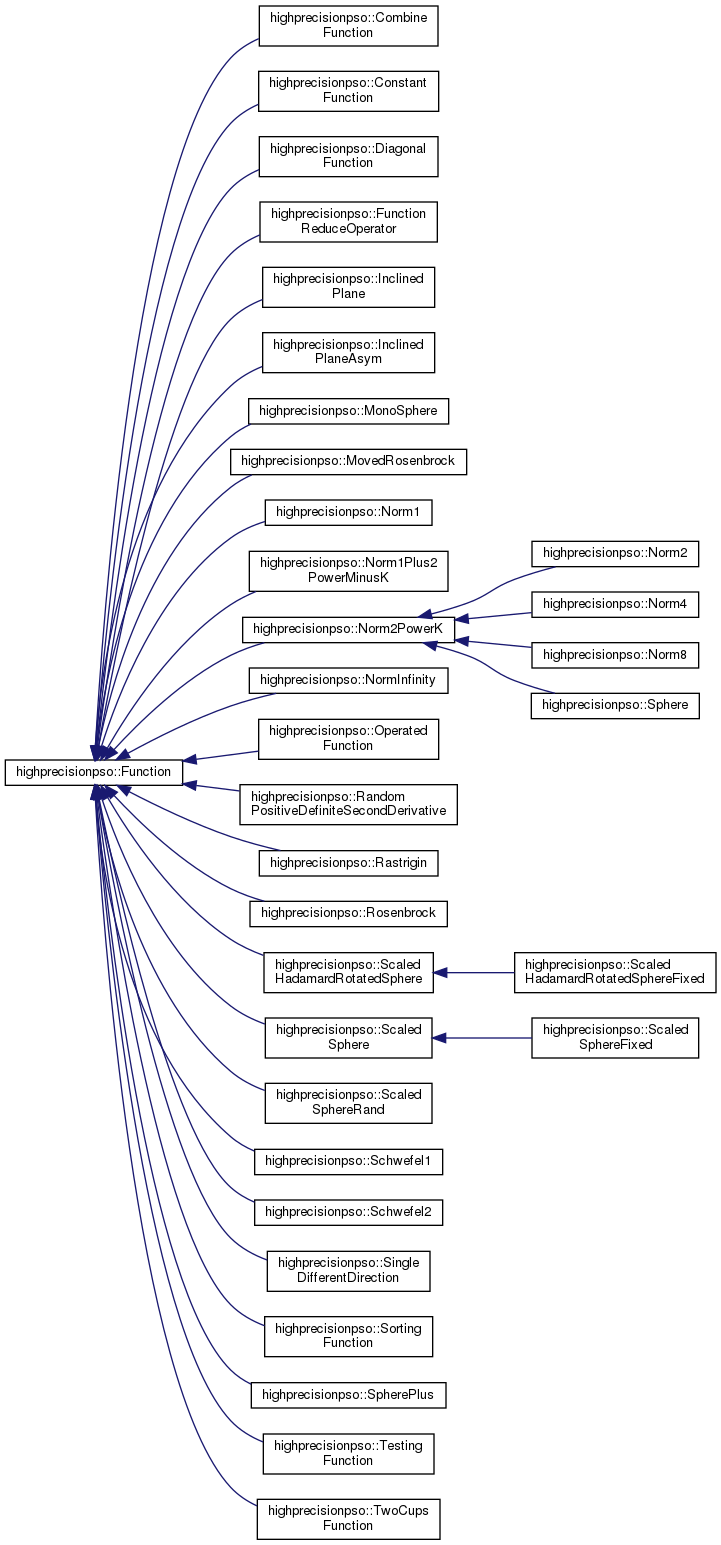 highprecisionpso::Combine
Function
highprecisionpso::Constant
Function
highprecisionpso::Diagonal
Function
highprecisionpso::Function
ReduceOperator
highprecisionpso::Inclined
Plane
highprecisionpso::Inclined
PlaneAsym
highprecisionpso::MonoSphere
highprecisionpso::MovedRosenbrock
highprecisionpso::Norm1
highprecisionpso::Norm1Plus2
PowerMinusK
highprecisionpso::Norm2PowerK
highprecisionpso::Norm2
highprecisionpso::Norm4
highprecisionpso::Norm8
highprecisionpso::Sphere
highprecisionpso::NormInfinity
highprecisionpso::Operated
Function
highprecisionpso::Function
highprecisionpso::Random
PositiveDefiniteSecondDerivative
highprecisionpso::Rastrigin
highprecisionpso::Rosenbrock
highprecisionpso::Scaled
HadamardRotatedSphere
highprecisionpso::Scaled
HadamardRotatedSphereFixed
highprecisionpso::Scaled
Sphere
highprecisionpso::Scaled
SphereFixed
highprecisionpso::Scaled
SphereRand
highprecisionpso::Schwefel1
highprecisionpso::Schwefel2
highprecisionpso::Single
DifferentDirection
highprecisionpso::Sorting
Function
highprecisionpso::SpherePlus
highprecisionpso::Testing
Function
highprecisionpso::TwoCups
Function